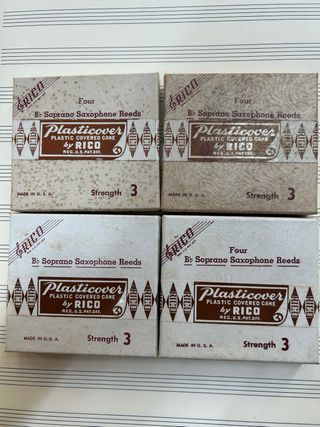 RICO
Four
B♭ Soprano Saxophone Reeds
Plasticover
PLASTIC COVERED CANE
by RICO
REG. U.S. PAT. OFF.
MADE IN U. S. A.
Strength 3
RICO
Four
B♭ Soprano Saxophone Reeds
Plasticover
PLASTIC COVERED CANE
by RICO
REG. U.S. PAT. OFF.
MADE IN U. S. A.
Strength 3
RICO
Four
B♭ Soprano Saxophone Reeds
Plasticover
PLASTIC COVERED CANE
by RICO
REG. U.S. PAT. OFF.
MADE IN U. S. A.
Strength 3
RICO
Four
B♭ Soprano Saxophone Reeds
Plasticover
PLASTIC COVERED CANE
by RICO
REG. U.S. PAT. OFF.
MADE IN U. S. A.
Strength 3